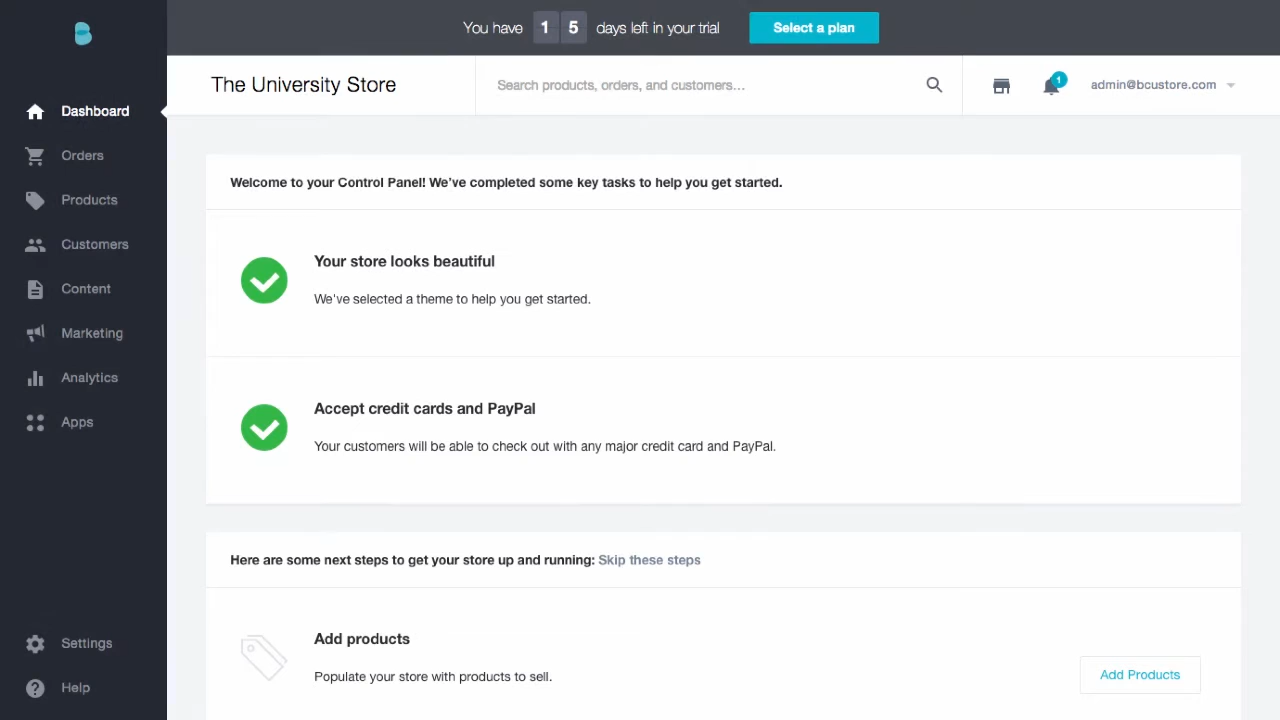 You have 1 5 days left in your trial Select a plan
The University Store
Search products, orders, and customers...
1
admin@bcustore.com
Dashboard
Orders
Products
Customers
Content
Marketing
Analytics
Apps
Settings
Help
Welcome to your Control Panel! We've completed some key tasks to help you get started.
Your store looks beautiful
We've selected a theme to help you get started.
Accept credit cards and PayPal
Your customers will be able to check out with any major credit card and PayPal.
Here are some next steps to get your store up and running: Skip these steps
Add products
Populate your store with products to sell.
Add Products